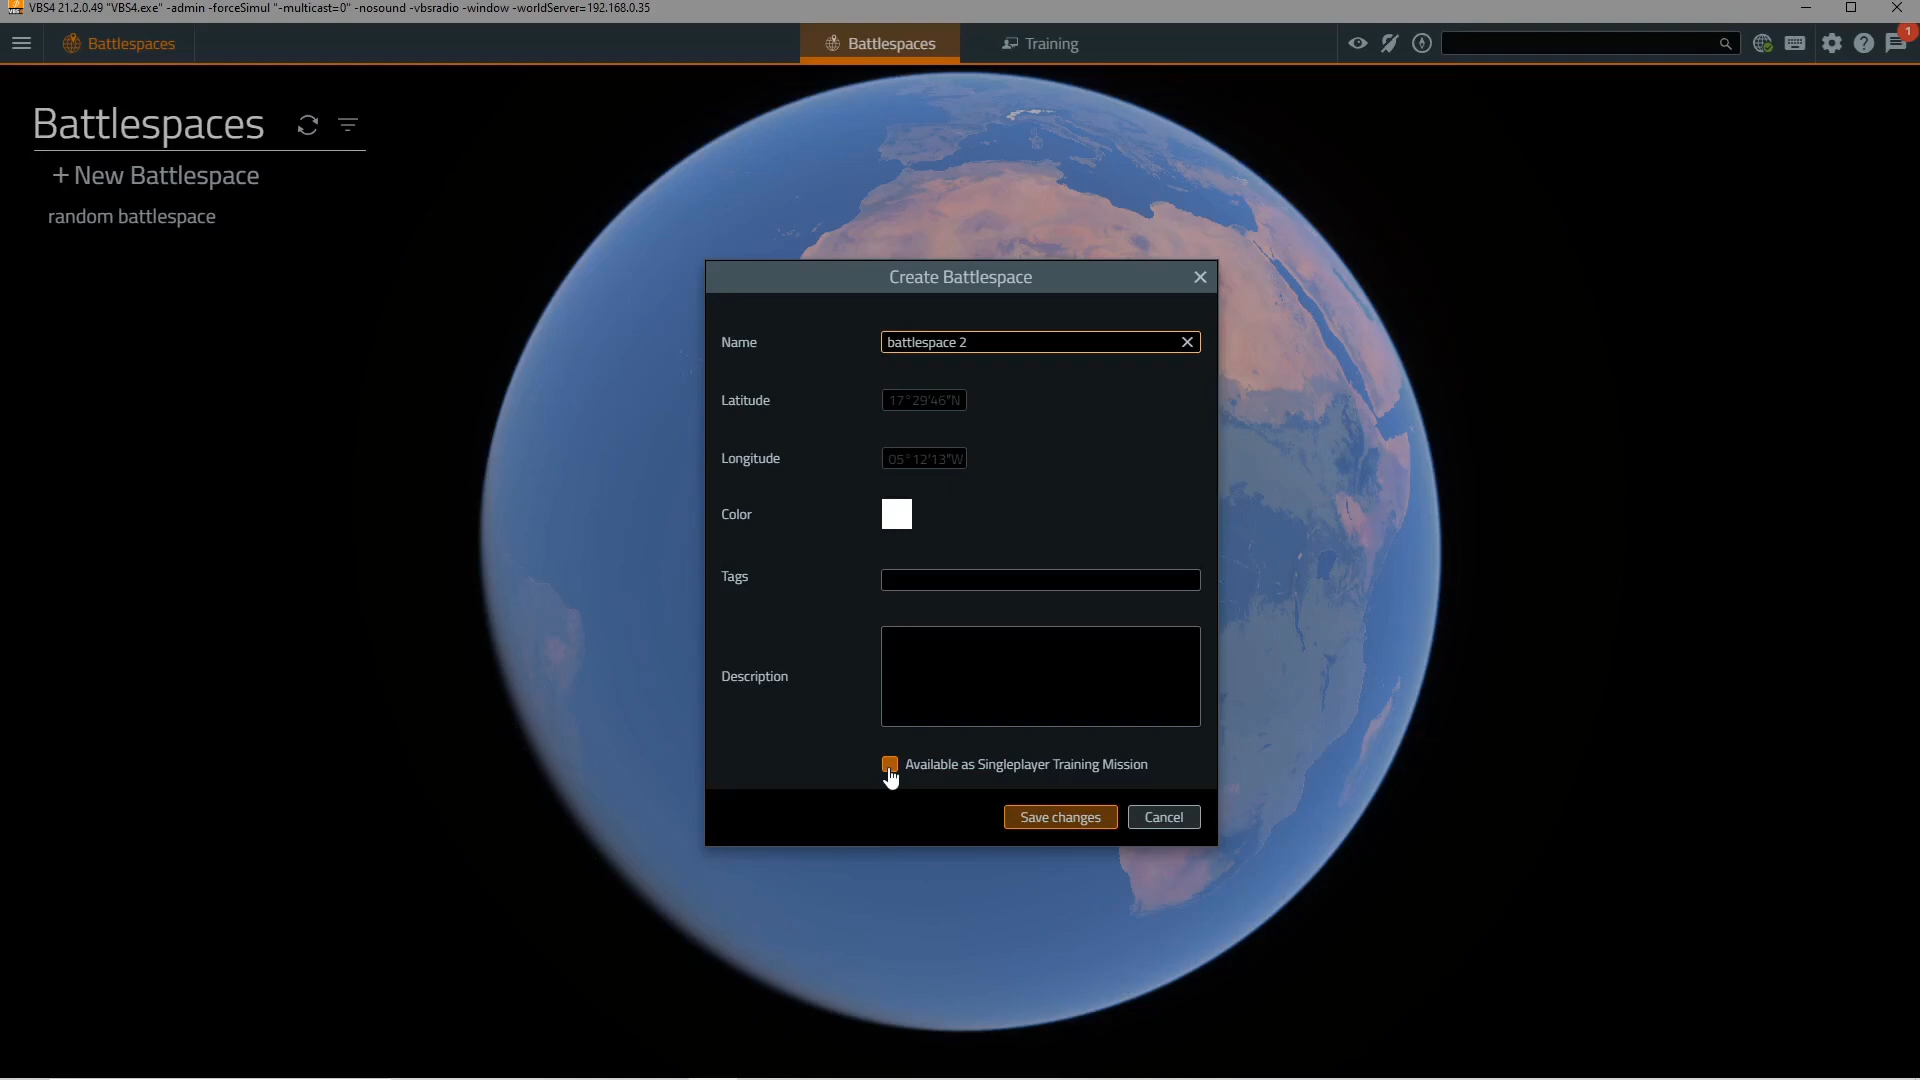 VBS4 21.2.0.49 "VBS4.exe" -admin -forceSimul "-multicast=0" -nosound -vbsradio -window -worldServer=192.168.0.35
Battlespaces
Battlespaces
Training
1
Battlespaces
+ New Battlespace
random battlespace
Create Battlespace
Name
battlespace 2
Latitude
17°29'46"N
Longitude
05°12'13"W
Color
Tags
Description
Available as Singleplayer Training Mission
Save changes
Cancel